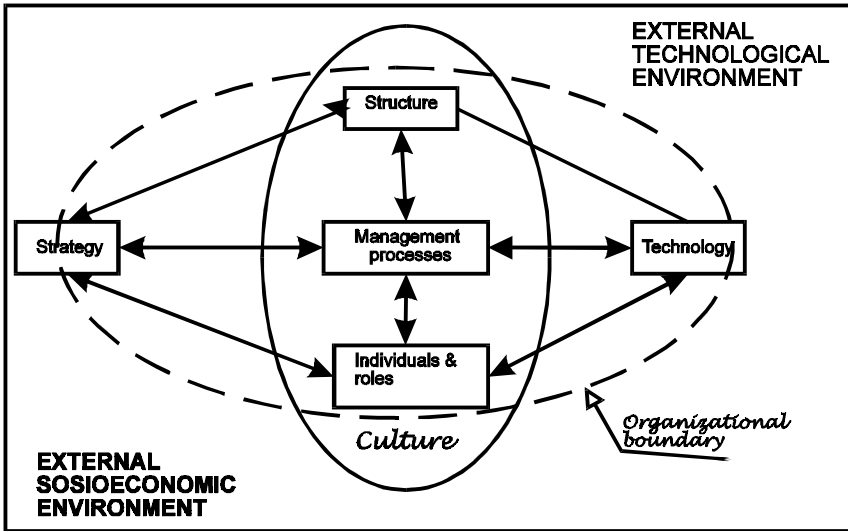 EXTERNAL
TECHNOLOGICAL
ENVIRONMENT
Structure
Strategy
Management
processes
Technology
Individuals &
roles
Culture
Organizational
boundary
EXTERNAL
SOSIOECONOMIC
ENVIRONMENT